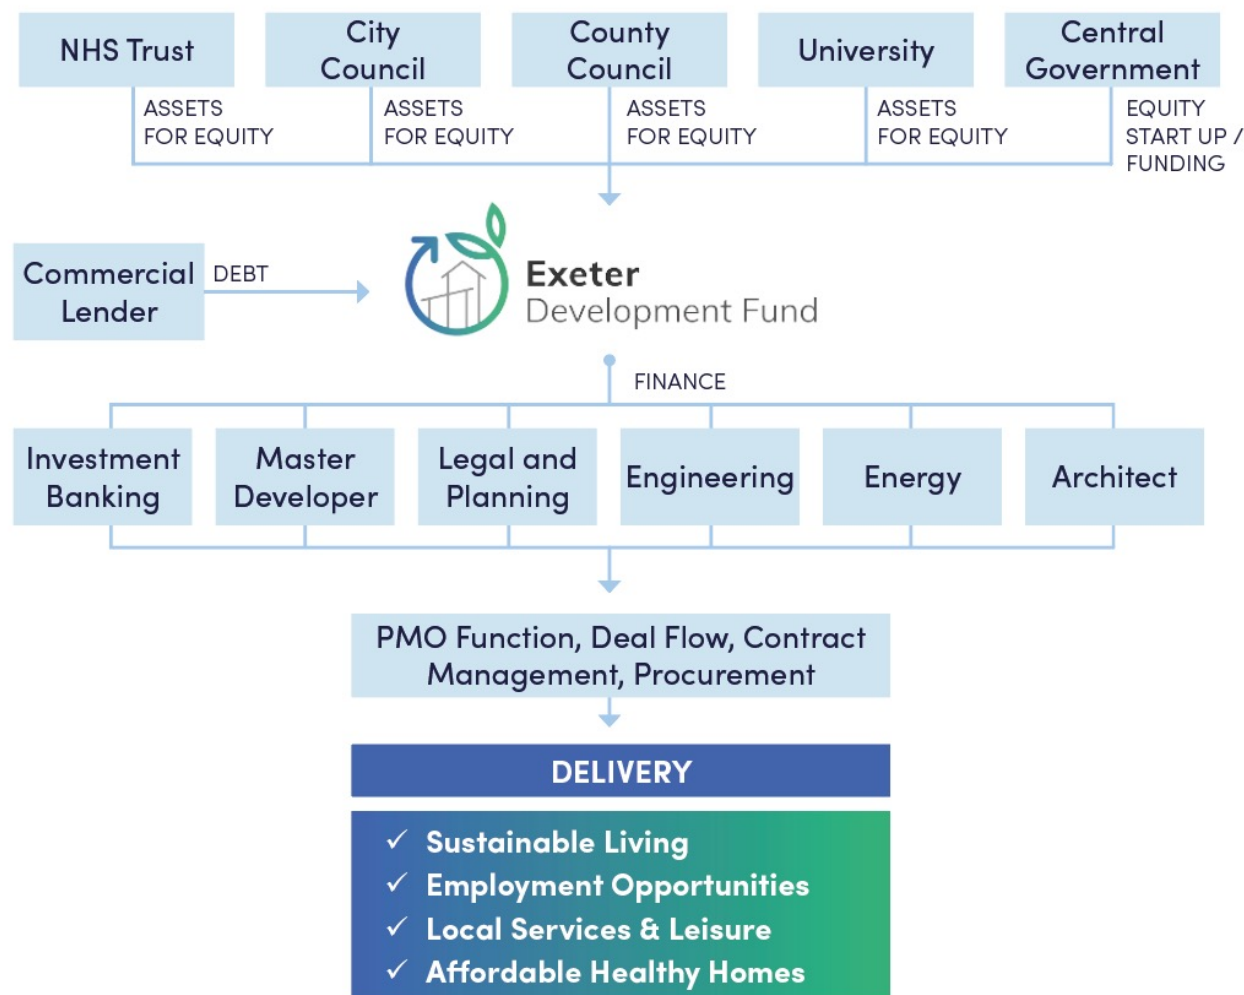 NHS Trust
City
Council
County
Council
University
Central
Government
ASSETS
FOR EQUITY
ASSETS
FOR EQUITY
ASSETS
FOR EQUITY
ASSETS
FOR EQUITY
EQUITY
START UP /
FUNDING
Commercial
Lender
DEBT
Exeter
Development Fund
FINANCE
Investment
Banking
Master
Developer
Legal and
Planning
Engineering
Energy
Architect
PMO Function, Deal Flow, Contract
Management, Procurement
DELIVERY
✓ Sustainable Living
✓ Employment Opportunities
✓ Local Services & Leisure
✓ Affordable Healthy Homes